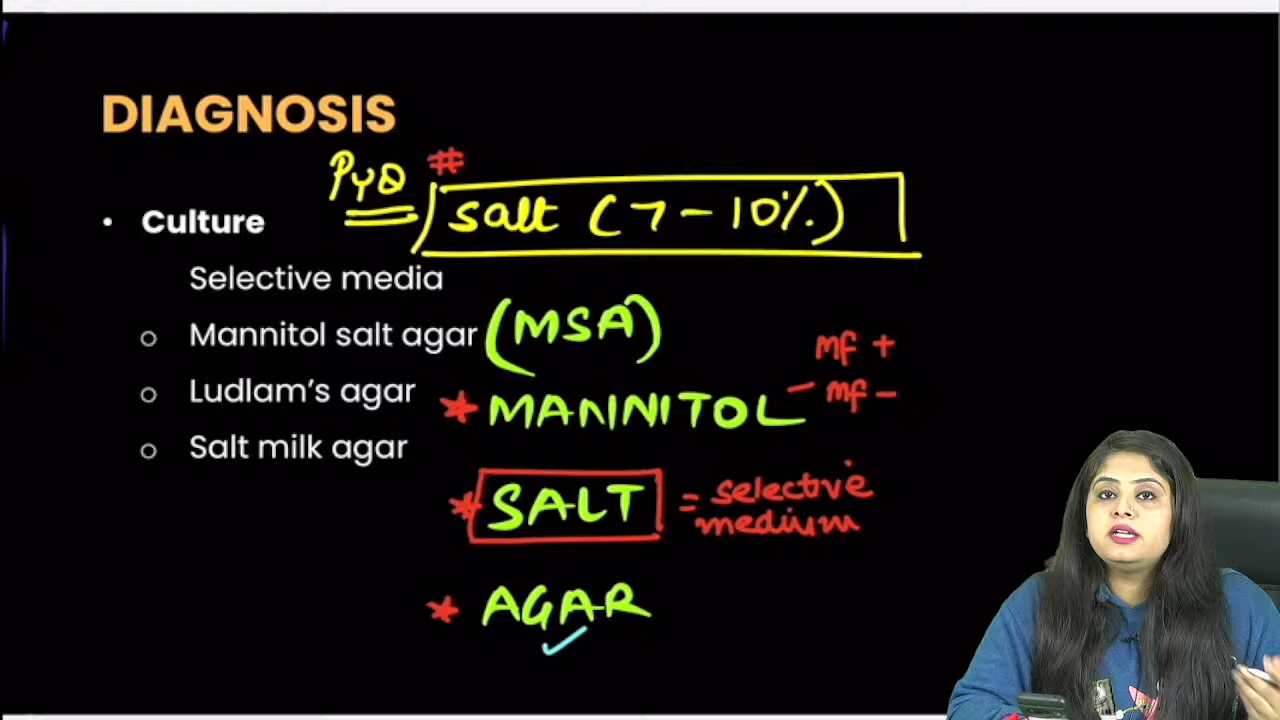 DIAGNOSIS
PYQ #
• Culture salt (7-10%)
Selective media
Mannitol salt agar (MSA)
mf +
Ludlam's agar * MANNITOL - mf -
Salt milk agar
* SALT = selective
medium
* AGAR ✓